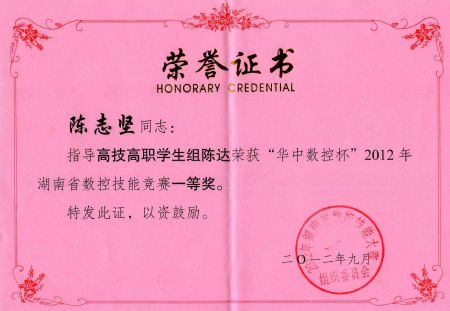 荣誉证书
HONORARY CREDENTIAL
陈志坚同志：
指导高技高职学生组陈达荣获“华中数控杯”2012年
湖南省数控技能竞赛一等奖。
特发此证，以资鼓励。
二〇一二年九月
组织委员会